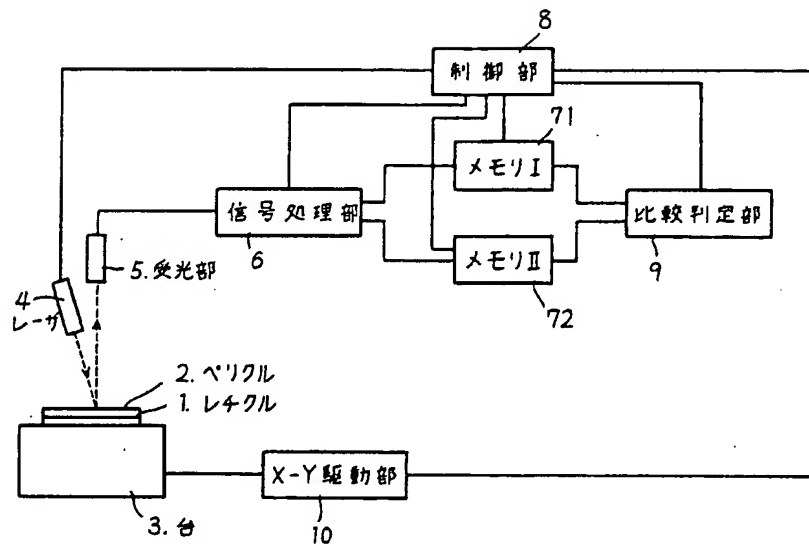 8
制御部
71
メモリI
信号処理部
6
比較判定部
9
5.受光部
メモリII
72
4
レーザ
2.ペリクル
1.レチクル
X-Y駆動部
10
3.台